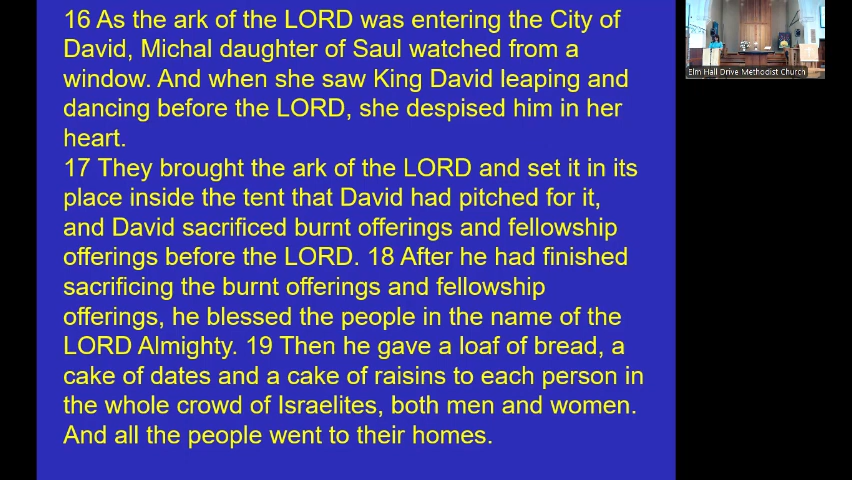 16 As the ark of the LORD was entering the City of
David, Michal daughter of Saul watched from a
window. And when she saw King David leaping and
dancing before the LORD, she despised him in her
heart.
17 They brought the ark of the LORD and set it in its
place inside the tent that David had pitched for it,
and David sacrificed burnt offerings and fellowship
offerings before the LORD. 18 After he had finished
sacrificing the burnt offerings and fellowship
offerings, he blessed the people in the name of the
LORD Almighty. 19 Then he gave a loaf of bread, a
cake of dates and a cake of raisins to each person in
the whole crowd of Israelites, both men and women.
And all the people went to their homes.
Elm Hall Drive Methodist Church